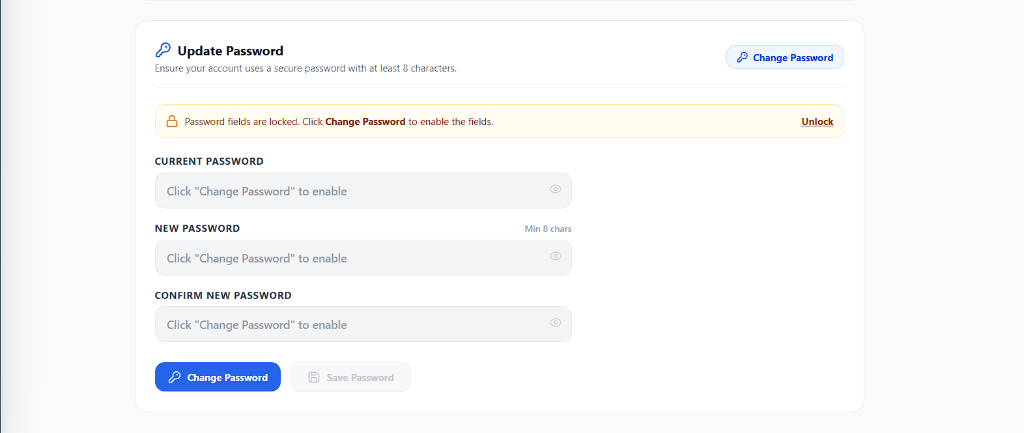 Update Password
Ensure your account uses a secure password with at least 8 characters.
Change Password
Password fields are locked. Click Change Password to enable the fields.
Unlock
CURRENT PASSWORD
Click "Change Password" to enable
NEW PASSWORD
Min 8 chars
Click "Change Password" to enable
CONFIRM NEW PASSWORD
Click "Change Password" to enable
Change Password
Save Password